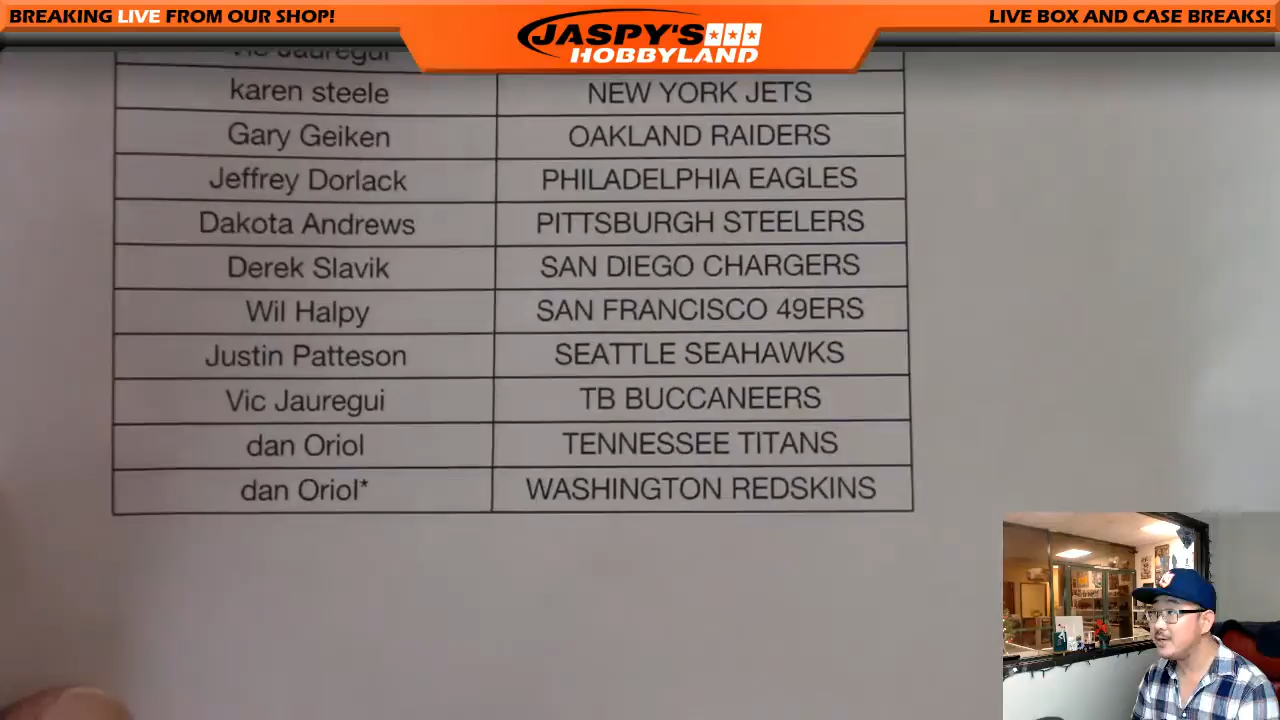 BREAKING LIVE FROM OUR SHOP!
JASPY'S
HOBBYLAND
LIVE BOX AND CASE BREAKS!
Vic Jauregui
karen steele NEW YORK JETS
Gary Geiken OAKLAND RAIDERS
Jeffrey Dorlack PHILADELPHIA EAGLES
Dakota Andrews PITTSBURGH STEELERS
Derek Slavik SAN DIEGO CHARGERS
Wil Halpy SAN FRANCISCO 49ERS
Justin Patteson SEATTLE SEAHAWKS
Vic Jauregui TB BUCCANEERS
dan Oriol TENNESSEE TITANS
dan Oriol* WASHINGTON REDSKINS